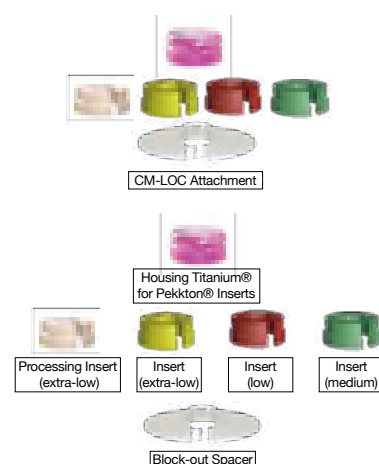 CM-LOC Attachment
Housing Titanium®
for Pekkton® Inserts
Processing Insert
(extra-low)
Insert
(extra-low)
Insert
(low)
Insert
(medium)
Block-out Spacer